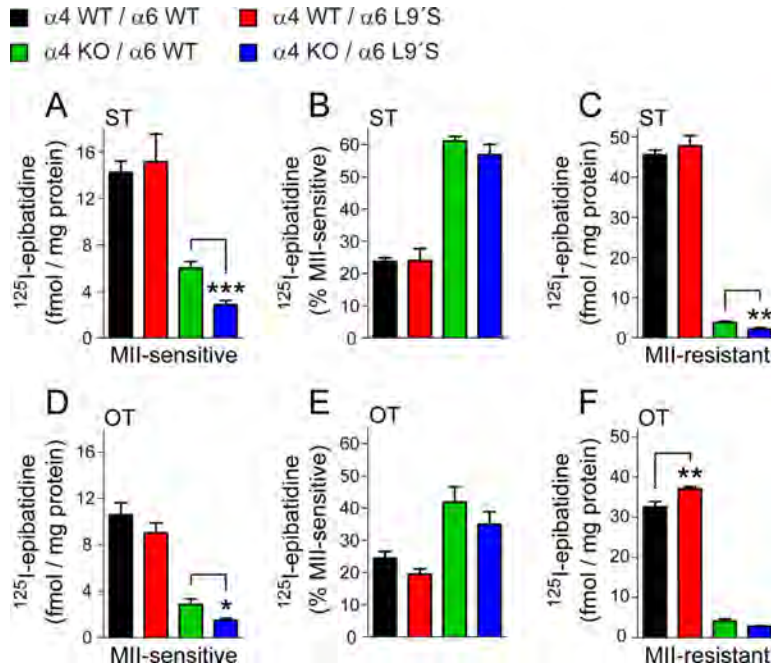 α4 WT / α6 WT α4 WT / α6 L9´S
α4 KO / α6 WT α4 KO / α6 L9´S
A
ST
125I-epibatidine
(fmol / mg protein)
16
12
8
4
0
***
MII-sensitive
B
ST
125I-epibatidine
(% MII-sensitive)
60
50
40
30
20
10
0
C
ST
125I-epibatidine
(fmol / mg protein)
50
40
30
20
10
0
**
MII-resistant
D
OT
125I-epibatidine
(fmol / mg protein)
16
12
8
4
0
*
MII-sensitive
E
OT
125I-epibatidine
(% MII-sensitive)
60
50
40
30
20
10
0
F
OT
125I-epibatidine
(fmol / mg protein)
50
40
30
20
10
0
**
MII-resistant